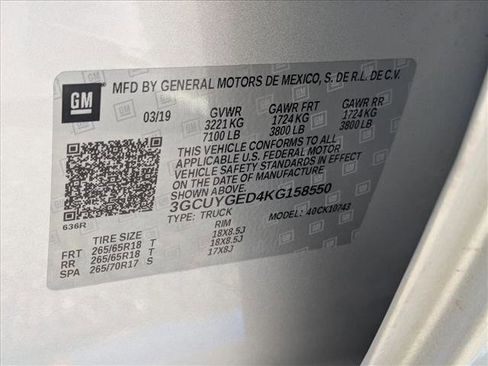 GM
MFD BY GENERAL MOTORS DE MEXICO, S. DE R.L. DE C.V.
03/19 GVWR GAWR FRT GAWR RR
3221 KG 1724 KG 1724 KG
7100 LB 3800 LB 3800 LB
THIS VEHICLE CONFORMS TO ALL
APPLICABLE U.S. FEDERAL MOTOR
VEHICLE SAFETY STANDARDS IN EFFECT
ON THE DATE OF MANUFACTURE
SHOWN ABOVE.
3GCUYGED4KG158550
TYPE: TRUCK MODEL: 40CK10743
636R
TIRE SIZE RIM
FRT 265/65R18 T 18X8.5J
RR 265/65R18 T 18X8.5J
SPA 265/70R17 S 17X8J